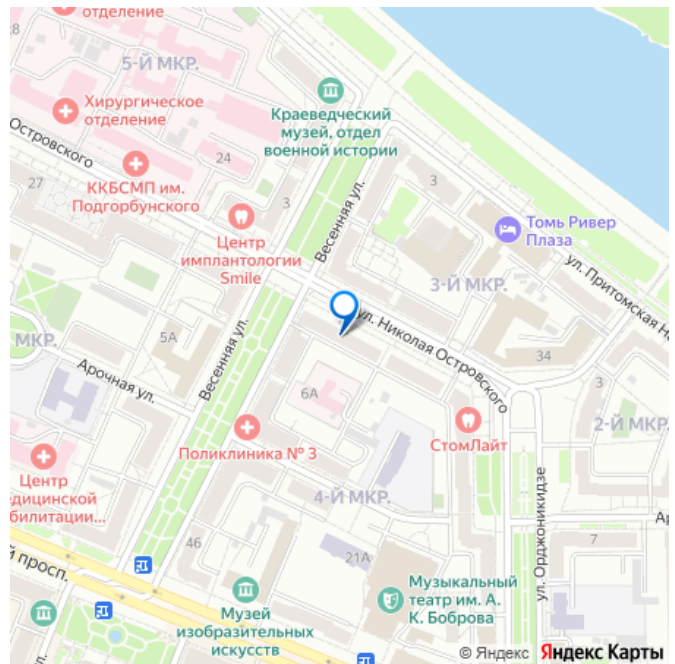 отделение
28
5-Й МКР.
Хирургическое
отделение
Краеведческий
музей, отдел
военной истории
Островского
24
ККБСМП им.
Подгорбунского
27
3
Весенняя ул.
3
Томь Ривер
Плаза
Центр
имплантологии
Smile
3-Й МКР.
ул. Притомская На
ул. Николая Островского
МКР.
5А
Весенняя ул.
34
Арочная ул.
6А
3
СтомЛайт
2-Й МКР.
Поликлиника № 3
Центр
едицинской
билитации...
4-Й МКР.
ул. Орджоникидзе
Ар
46
7
21А
й просп.
Музыкальный
театр им. А.
К. Боброва
Музей
изобразительных
искусств
л.
© Яндекс Яндекс Карты